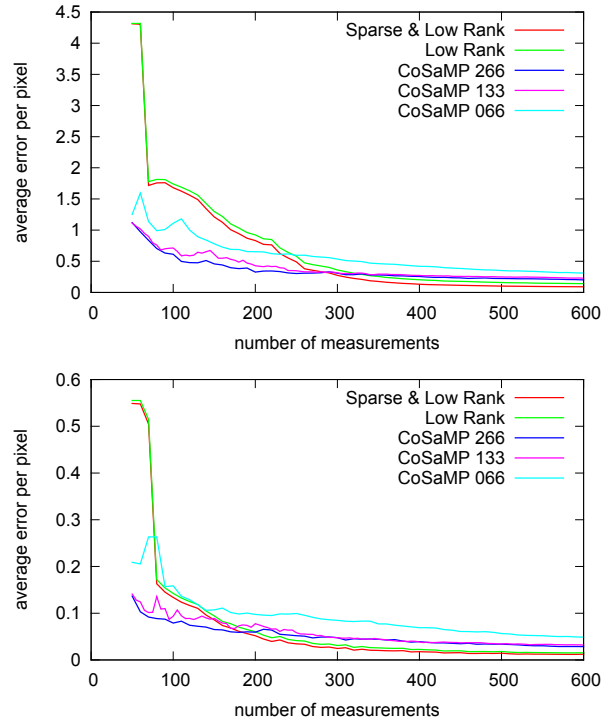 4.5
4
3.5
3
2.5
2
1.5
1
0.5
0
average error per pixel
Sparse & Low Rank
Low Rank
CoSaMP 266
CoSaMP 133
CoSaMP 066
0 100 200 300 400 500 600
number of measurements
0.6
0.5
0.4
0.3
0.2
0.1
0
average error per pixel
Sparse & Low Rank
Low Rank
CoSaMP 266
CoSaMP 133
CoSaMP 066
0 100 200 300 400 500 600
number of measurements